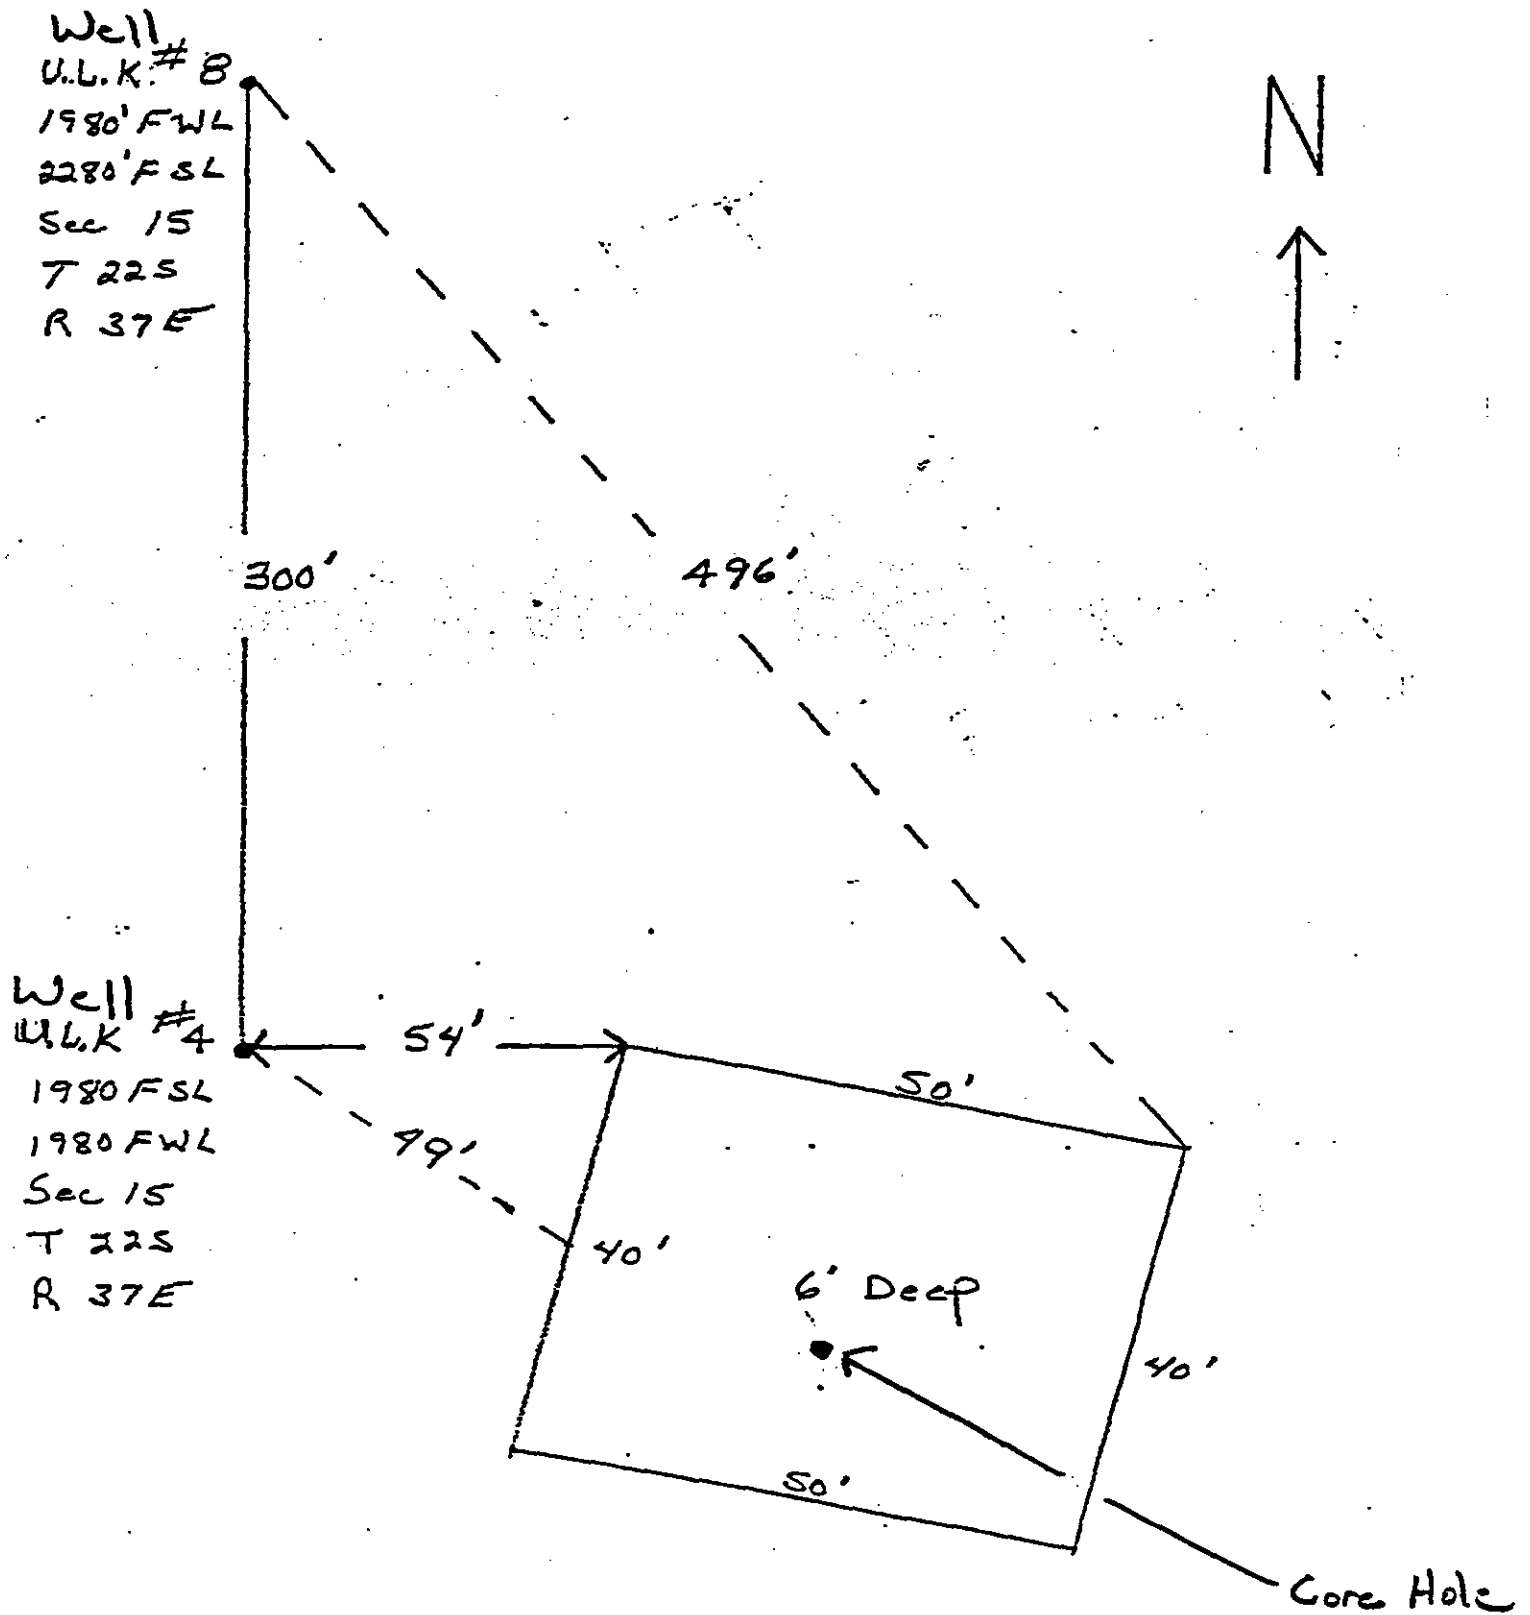 Well
U.L.K. # 8
1980' FWL
2280' FSL
Sec 15
T 22S
R 37E
N
300'
496'
Well
U.L.K #4
1980 FSL
1980 FWL
Sec 15
T 22S
R 37E
54'
50'
49'
40'
6' Deep
40'
50'
Core Hole